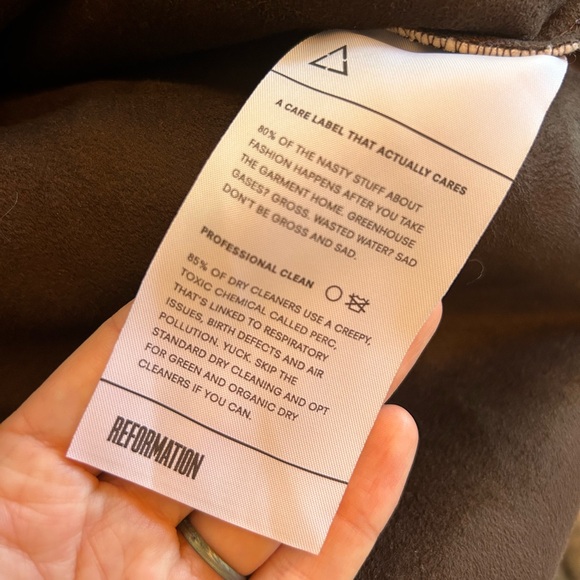 A CARE LABEL THAT ACTUALLY CARES
80% OF THE NASTY STUFF ABOUT
FASHION HAPPENS AFTER YOU TAKE
THE GARMENT HOME. GREENHOUSE
GASES? GROSS. WASTED WATER? SAD
DON'T BE GROSS AND SAD.
PROFESSIONAL CLEAN
85% OF DRY CLEANERS USE A CREEPY,
TOXIC CHEMICAL CALLED PERC,
THAT'S LINKED TO RESPIRATORY
ISSUES, BIRTH DEFECTS AND AIR
POLLUTION. YUCK. SKIP THE
STANDARD DRY CLEANING AND OPT
FOR GREEN AND ORGANIC DRY
CLEANERS IF YOU CAN.
REFORMATION